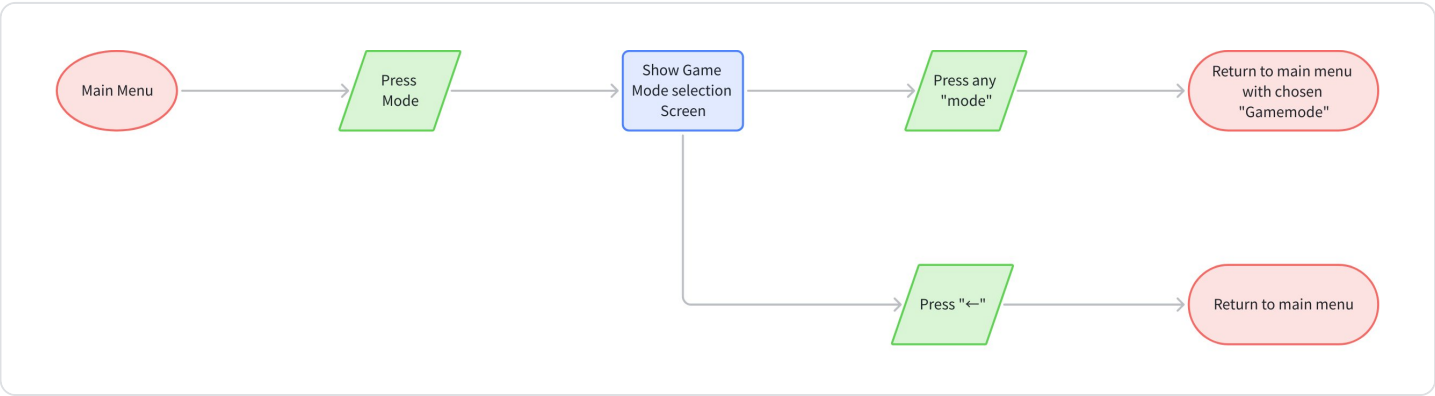 Main Menu
Press
Mode
Show Game
Mode selection
Screen
Press any
"mode"
Return to main menu
with chosen
"Gamemode"
Press "←"
Return to main menu